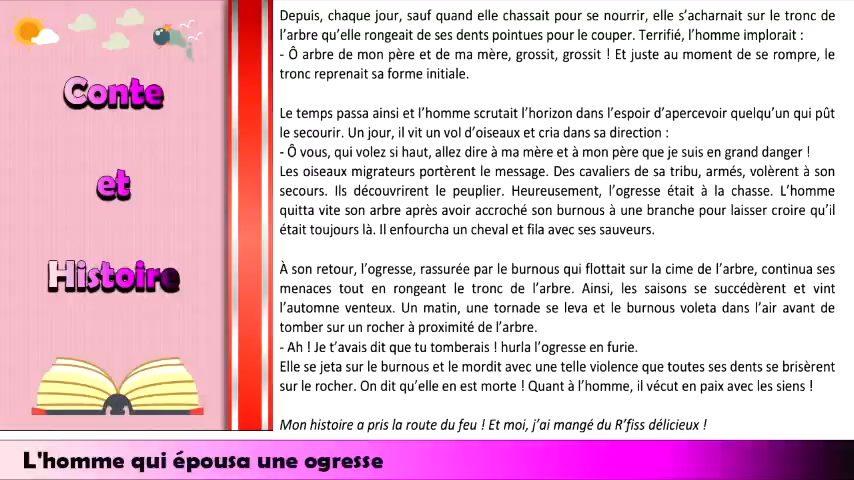 Conte
et
Histoire
Depuis, chaque jour, sauf quand elle chassait pour se nourrir, elle s’acharnait sur le tronc de
l’arbre qu’elle rongeait de ses dents pointues pour le couper. Terrifié, l’homme implorait :
- Ô arbre de mon père et de ma mère, grossit, grossit ! Et juste au moment de se rompre, le
tronc reprenait sa forme initiale.
Le temps passa ainsi et l’homme scrutait l’horizon dans l’espoir d’apercevoir quelqu’un qui pût
le secourir. Un jour, il vit un vol d’oiseaux et cria dans sa direction :
- Ô vous, qui volez si haut, allez dire à ma mère et à mon père que je suis en grand danger !
Les oiseaux migrateurs portèrent le message. Des cavaliers de sa tribu, armés, volèrent à son
secours. Ils découvrirent le peuplier. Heureusement, l’ogresse était à la chasse. L’homme
quitta vite son arbre après avoir accroché son burnous à une branche pour laisser croire qu’il
était toujours là. Il enfourcha un cheval et fila avec ses sauveurs.
À son retour, l’ogresse, rassurée par le burnous qui flottait sur la cime de l’arbre, continua ses
menaces tout en rongeant le tronc de l’arbre. Ainsi, les saisons se succédèrent et vint
l’automne venteux. Un matin, une tornade se leva et le burnous voleta dans l’air avant de
tomber sur un rocher à proximité de l’arbre.
- Ah ! Je t’avais dit que tu tomberais ! hurla l’ogresse en furie.
Elle se jeta sur le burnous et le mordit avec une telle violence que toutes ses dents se brisèrent
sur le rocher. On dit qu’elle en est morte ! Quant à l’homme, il vécut en paix avec les siens !
Mon histoire a pris la route du feu ! Et moi, j’ai mangé du R’fiss délicieux !
L'homme qui épousa une ogresse